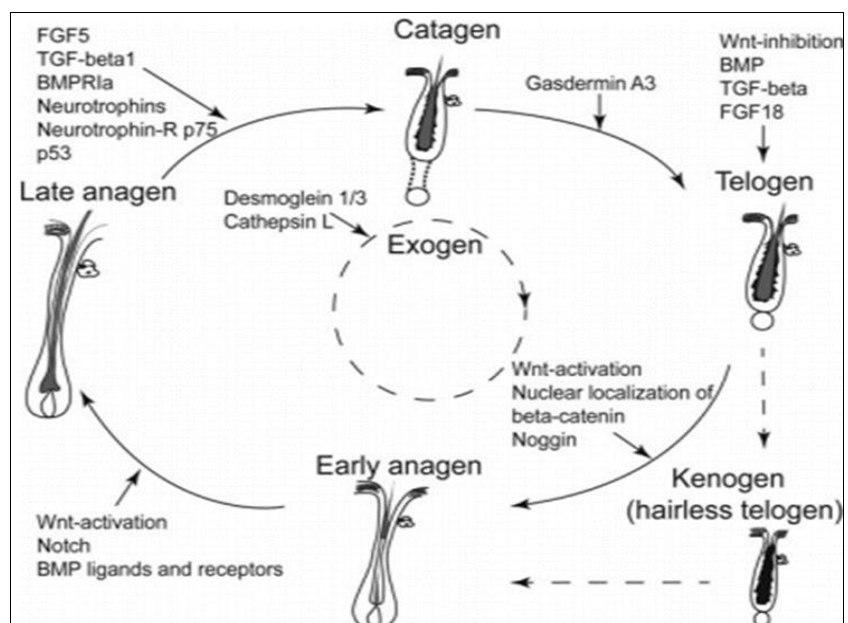 FGF5
TGF-beta1
BMPRIa
Neurotrophins
Neurotrophin-R p75
p53
Catagen
Gasdermin A3
Wnt-inhibition
BMP
TGF-beta
FGF18
Late anagen
Telogen
Desmoglein 1/3
Cathepsin L
Exogen
Wnt-activation
Nuclear localization of
beta-catenin
Noggin
Early anagen
Kenogen
(hairless telogen)
Wnt-activation
Notch
BMP ligands and receptors